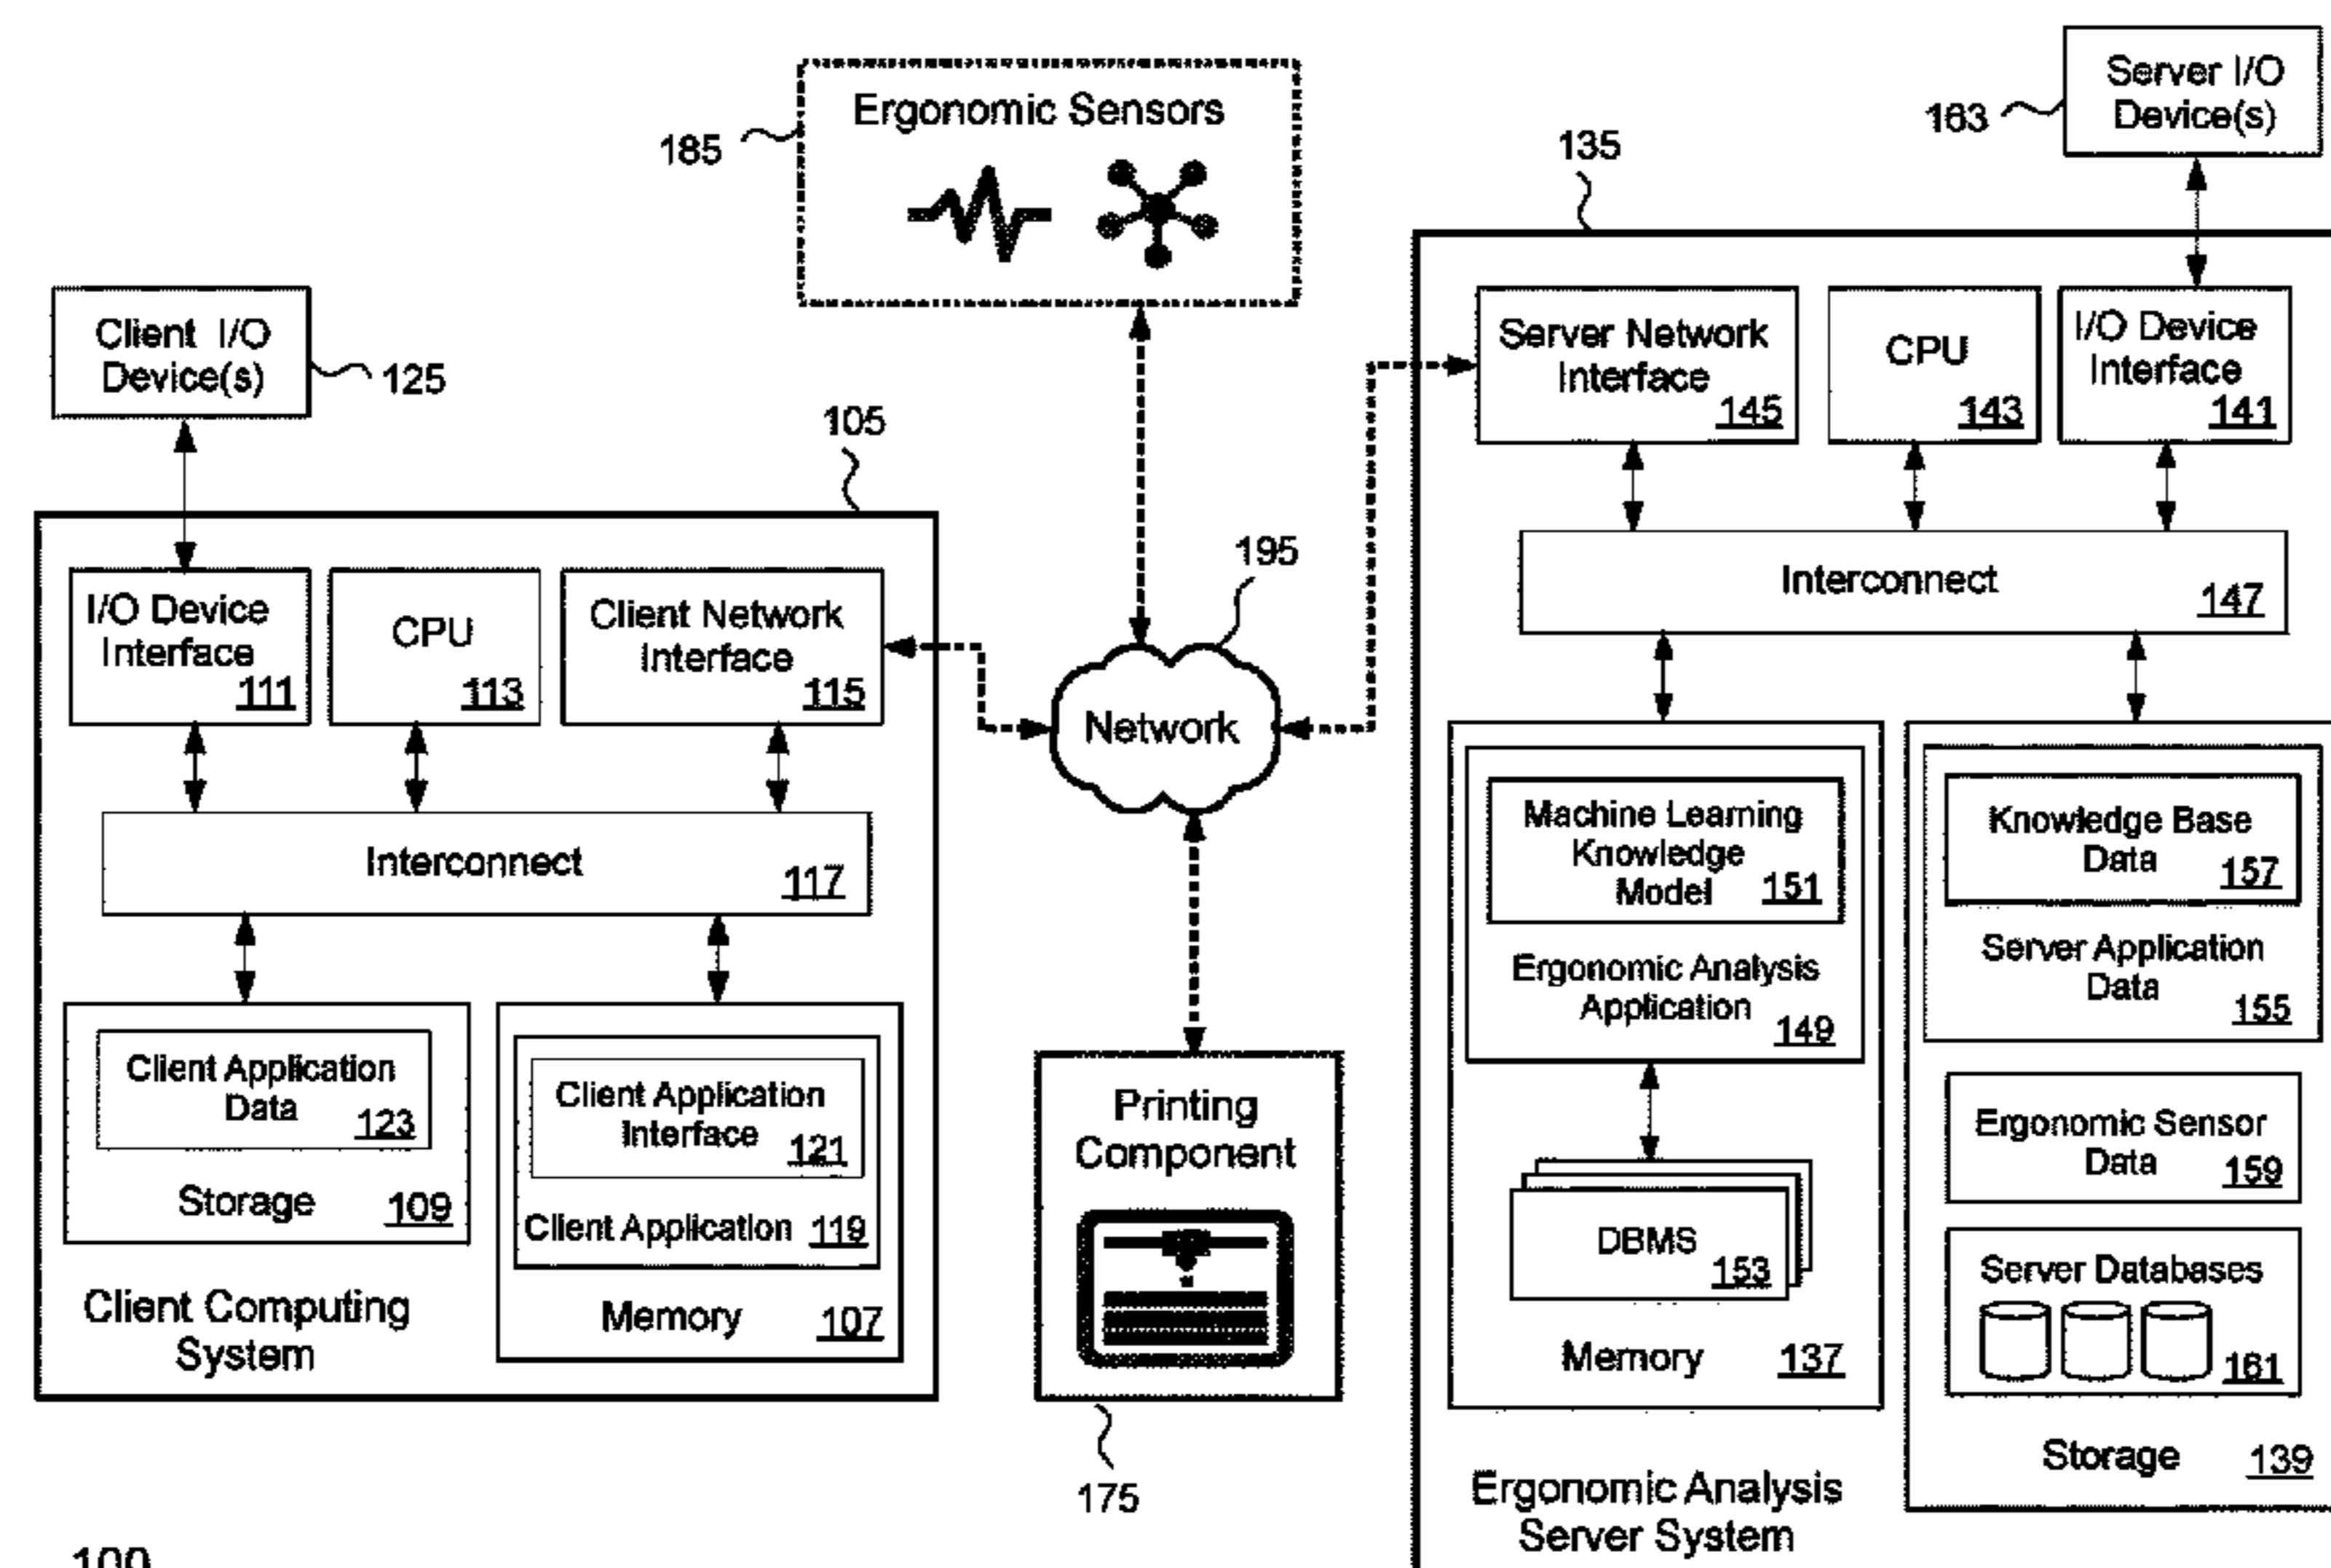 Ergonomic Sensors
185
Server I/O
Device(s)
163
135
Client I/O
Device(s)
125
105
Server Network
Interface
145
CPU
143
I/O Device
Interface
141
Interconnect
147
195
Network
I/O Device
Interface
111
CPU
113
Client Network
Interface
115
Interconnect
117
Client Application
Data
123
Storage
109
Client Application
Interface
121
Client Application
119
Memory
107
Client Computing
System
Printing
Component
175
Machine Learning
Knowledge
Model
151
Ergonomic Analysis
Application
149
DBMS
153
Memory
137
Knowledge Base
Data
157
Server Application
Data
155
Ergonomic Sensor
Data
159
Server Databases
161
Storage
139
Ergonomic Analysis
Server System
100